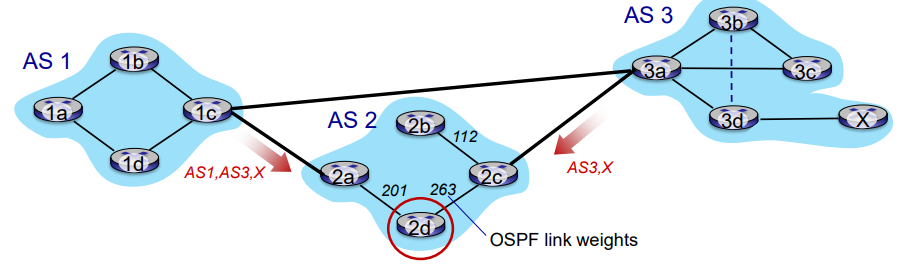 AS 3
3b
AS 1
1b
3a
3c
1a
1c
AS 2
2b
3d
X
112
1d
AS1,AS3,X
2a
2c
AS3,X
201
263
2d
OSPF link weights